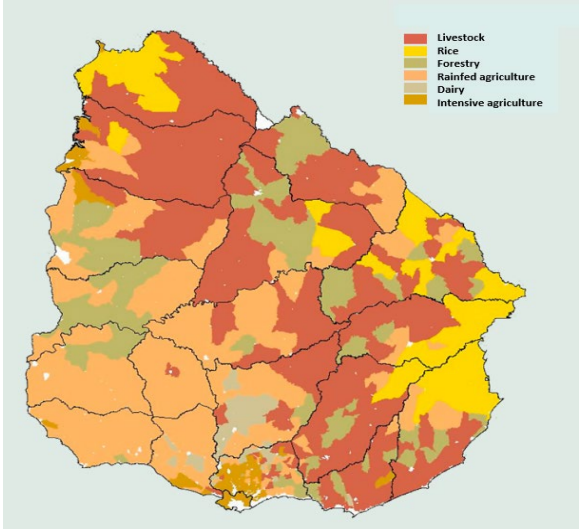 Livestock
Rice
Forestry
Rainfed agriculture
Dairy
Intensive agriculture